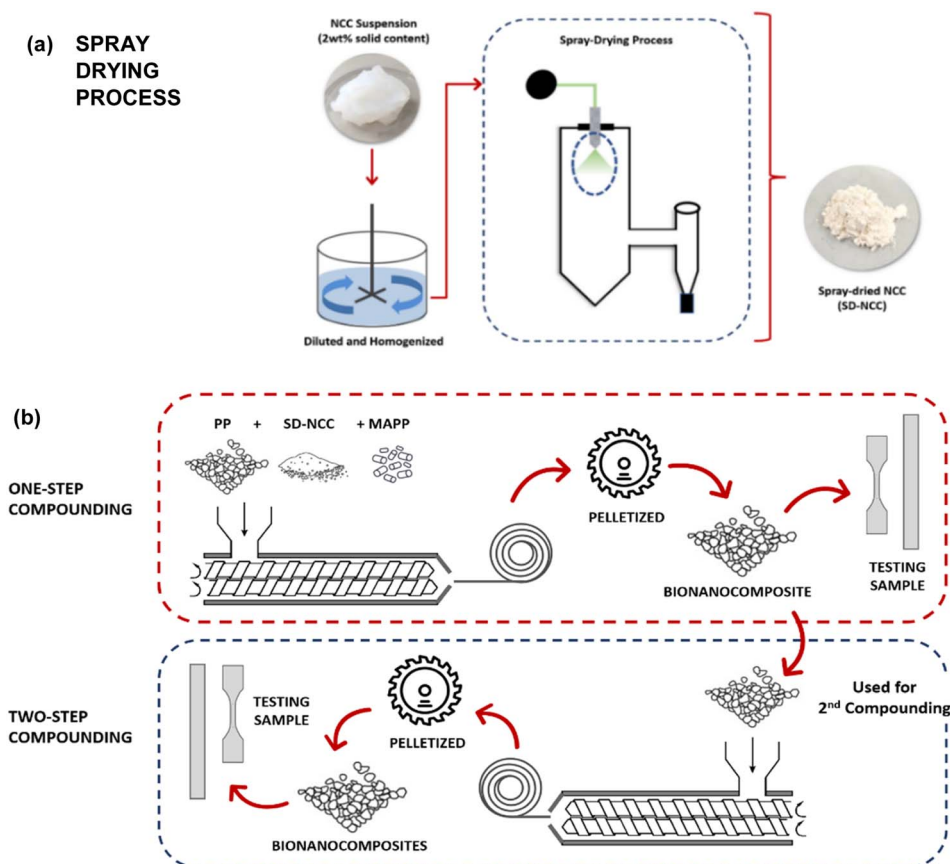 (a) SPRAY
DRYING
PROCESS
NCC Suspension
(2wt% solid content)
Diluted and Homogenized
Spray-Drying Process
Spray-dried NCC
(SD-NCC)
(b)
ONE-STEP
COMPOUNDING
PP + SD-NCC + MAPP
PELLETIZED
BIONANOCOMPOSITE
TESTING
SAMPLE
TWO-STEP
COMPOUNDING
Used for
2nd Compounding
PELLETIZED
BIONANOCOMPOSITES
TESTING
SAMPLE